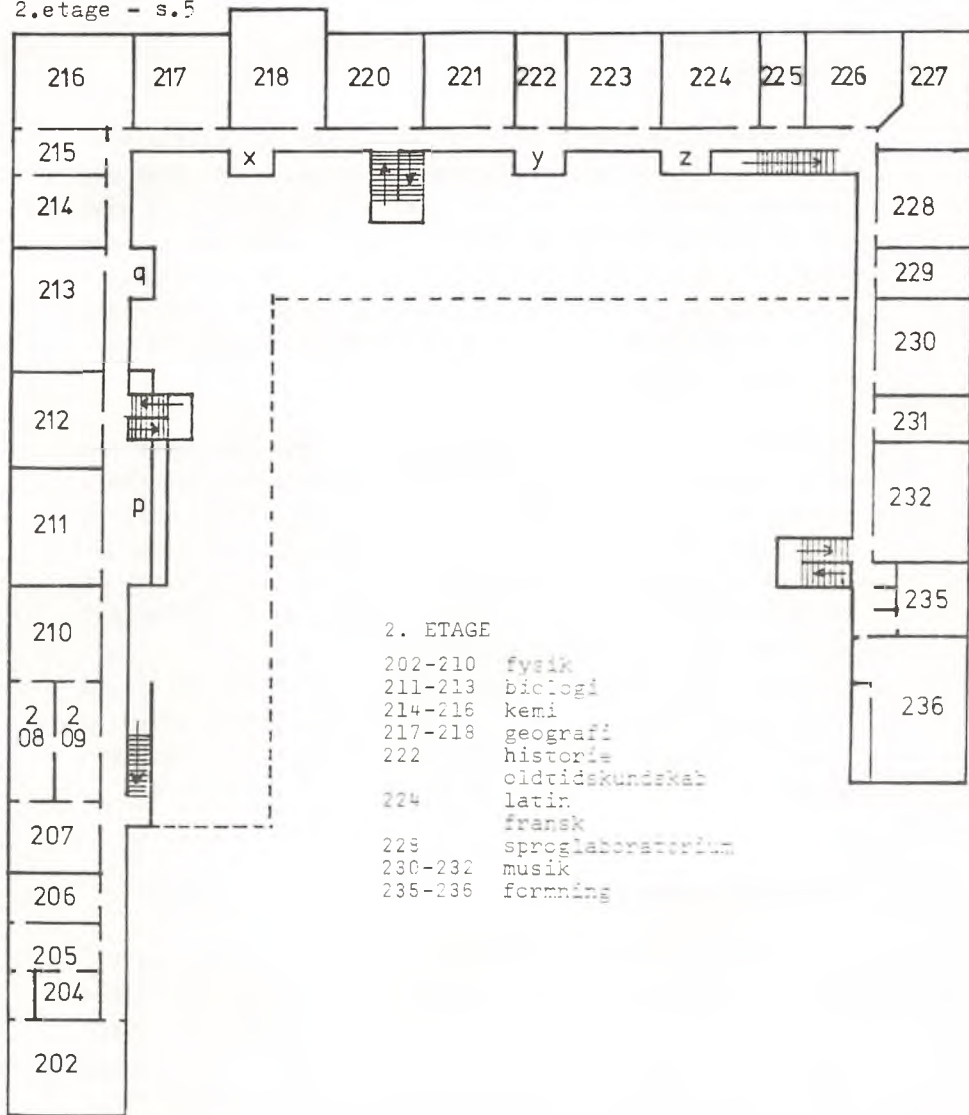 2.etage - s.5
216 217 218 220 221 222 223 224 225 226 227
215 x y z
214 228
q 229
213
230
212 231
232
p
211
235
210
236
2 2
08 09
207
206
205
204
202
2. ETAGE
202-210 fysik
211-213 biologi
214-216 kemi
217-218 geografi
222 historie
oldtidskundskab
224 latin
fransk
228 sproglaboratorium
230-232 musik
235-236 formning